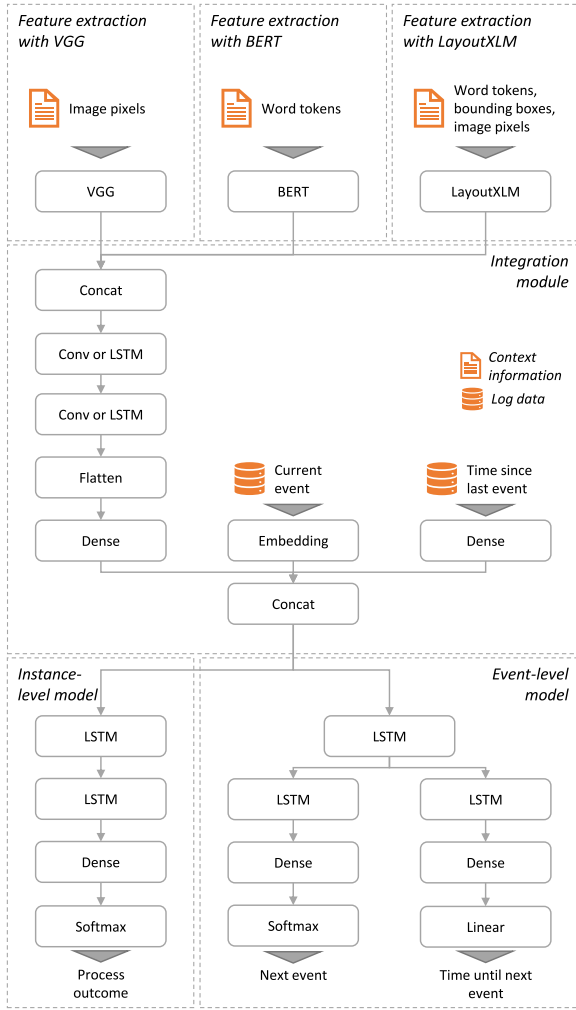 Feature extraction
with VGG
Image pixels
VGG
Feature extraction
with BERT
Word tokens
BERT
Feature extraction
with LayoutXLM
Word tokens,
bounding boxes,
image pixels
LayoutXLM
Integration
module
Concat
Conv or LSTM
Conv or LSTM
Flatten
Dense
Context
information
Log data
Current
event
Embedding
Time since
last event
Dense
Concat
Instance-
level model
LSTM
LSTM
Dense
Softmax
Process
outcome
Event-level
model
LSTM
LSTM
Dense
Softmax
Next event
LSTM
Dense
Linear
Time until next
event